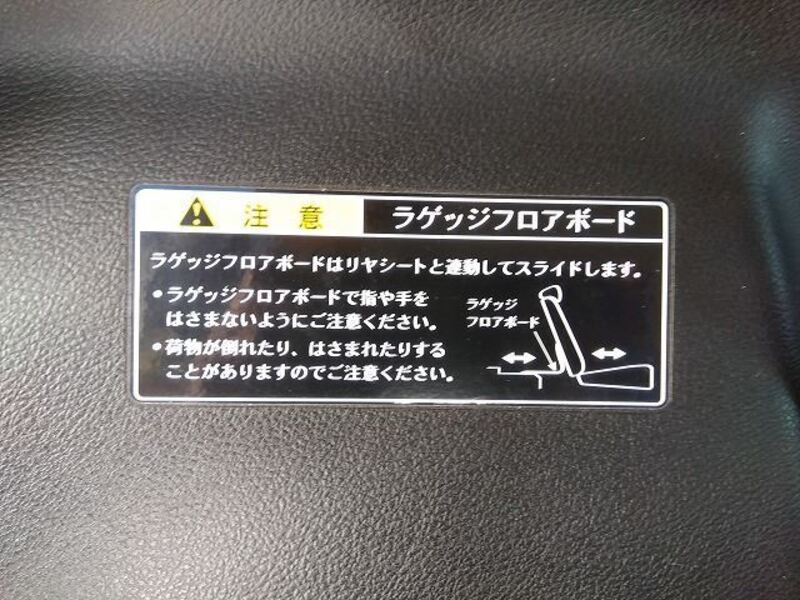 注意 ラゲッジフロアボード
ラゲッジフロアボードはリヤシートと連動してスライドします。
•ラゲッジフロアボードで指や手を
はさまないようにご注意ください。
•荷物が倒れたり、はさまれたりする
ことがありますのでご注意ください。
ラゲッジ
フロアボード